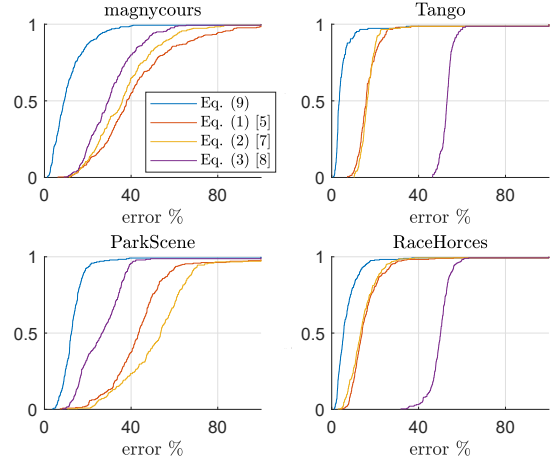 magnycours
1
0.5
0
0 40 80
error %
Eq. (9)
Eq. (1) [5]
Eq. (2) [7]
Eq. (3) [8]
Tango
1
0.5
0
0 40 80
error %
ParkScene
1
0.5
0
0 40 80
error %
RaceHorces
1
0.5
0
0 40 80
error %